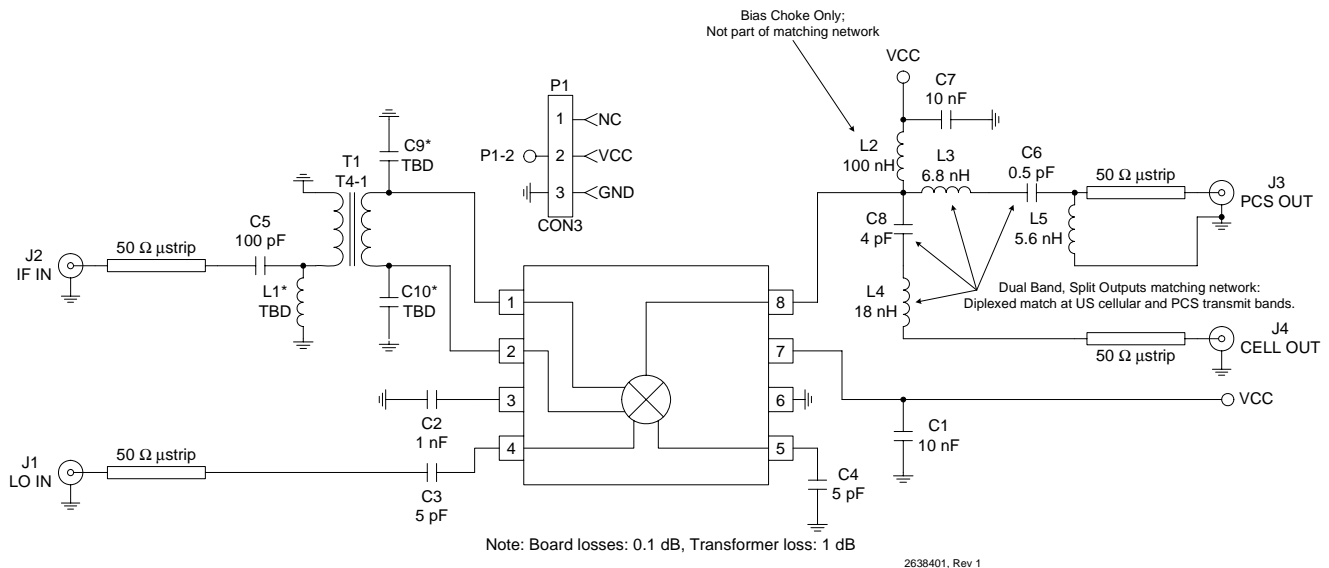 Bias Choke Only;
Not part of matching network
VCC
C7
10 nF
P1
1
NC
P1-2
2
VCC
3
GND
CON3
C9*
TBD
T1
T4-1
L2
100 nH
L3
6.8 nH
C6
0.5 pF
50 Ω µstrip
J3
PCS OUT
C5
100 pF
C8
4 pF
L5
5.6 nH
J2
IF IN
50 Ω µstrip
L1*
TBD
C10*
TBD
1
8
L4
18 nH
Dual Band, Split Outputs matching network:
Diplexed match at US cellular and PCS transmit bands.
2
7
50 Ω µstrip
J4
CELL OUT
3
6
C2
1 nF
VCC
C1
10 nF
4
5
J1
LO IN
50 Ω µstrip
C3
5 pF
C4
5 pF
Note: Board losses: 0.1 dB, Transformer loss: 1 dB
2638401, Rev 1